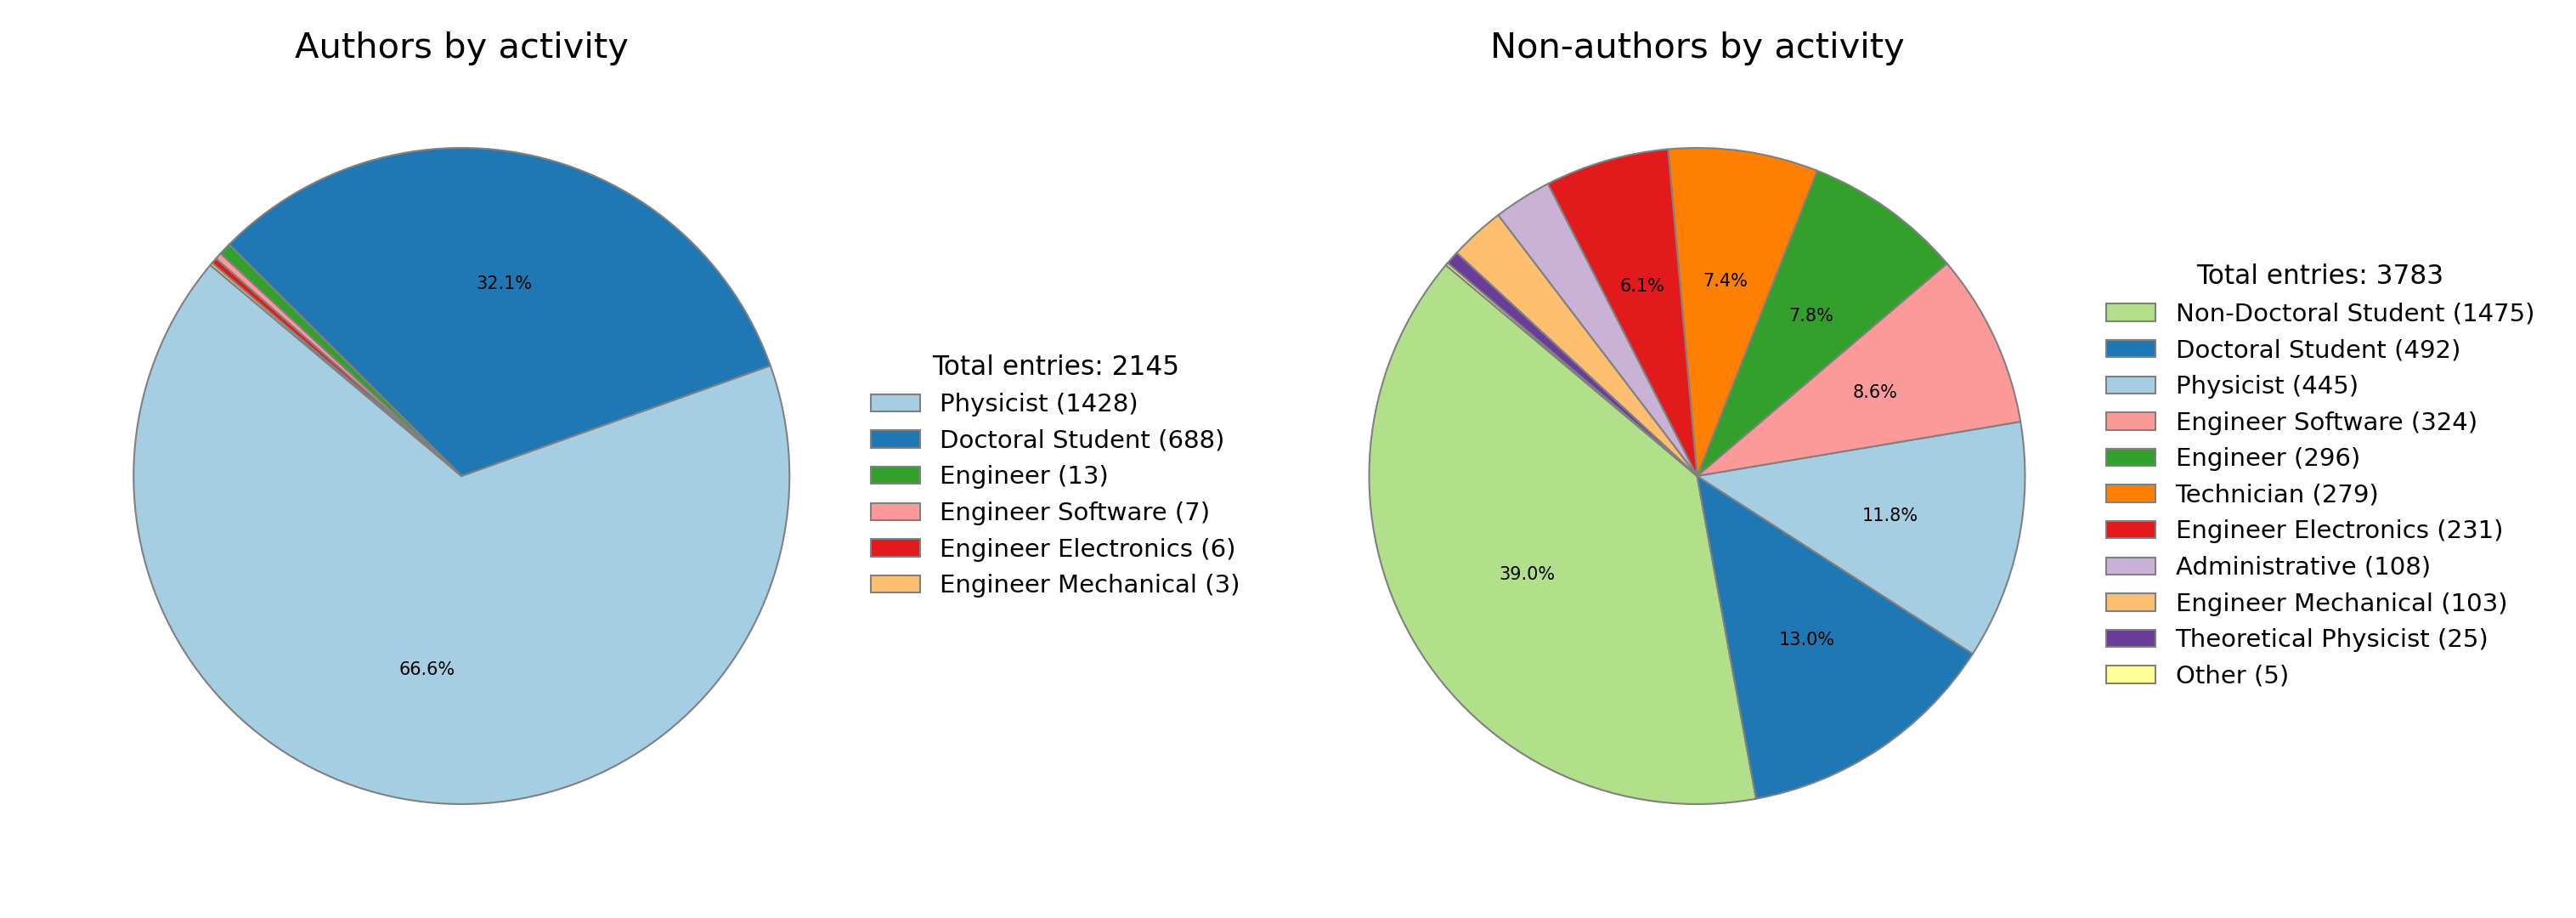 Authors by activity
32.1%
66.6%
Total entries: 2145
Physicist (1428)
Doctoral Student (688)
Engineer (13)
Engineer Software (7)
Engineer Electronics (6)
Engineer Mechanical (3)
Non-authors by activity
6.1%
7.4%
7.8%
8.6%
11.8%
39.0%
13.0%
Total entries: 3783
Non-Doctoral Student (1475)
Doctoral Student (492)
Physicist (445)
Engineer Software (324)
Engineer (296)
Technician (279)
Engineer Electronics (231)
Administrative (108)
Engineer Mechanical (103)
Theoretical Physicist (25)
Other (5)